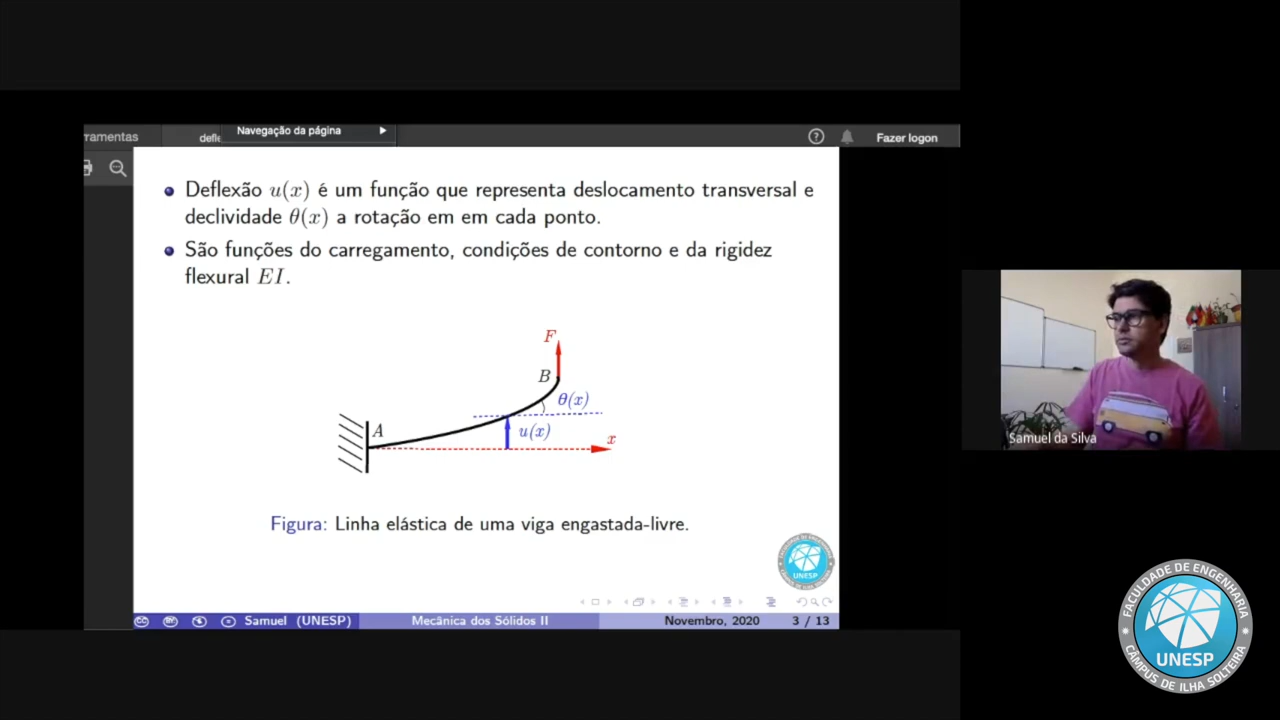 rramentas
defle
Navegação da página
Fazer logon
Deflexão u(x) é um função que representa deslocamento transversal e
declividade θ(x) a rotação em em cada ponto.
São funções do carregamento, condições de contorno e da rigidez
flexural EI.
F
B
θ(x)
A
u(x)
x
Figura: Linha elástica de uma viga engastada-livre.
UNESP
Samuel (UNESP)
Mecânica dos Sólidos II
Novembro, 2020
3 / 13
Samuel da Silva
FACULDADE DE ENGENHARIA
UNESP
CÂMPUS DE ILHA SOLTEIRA